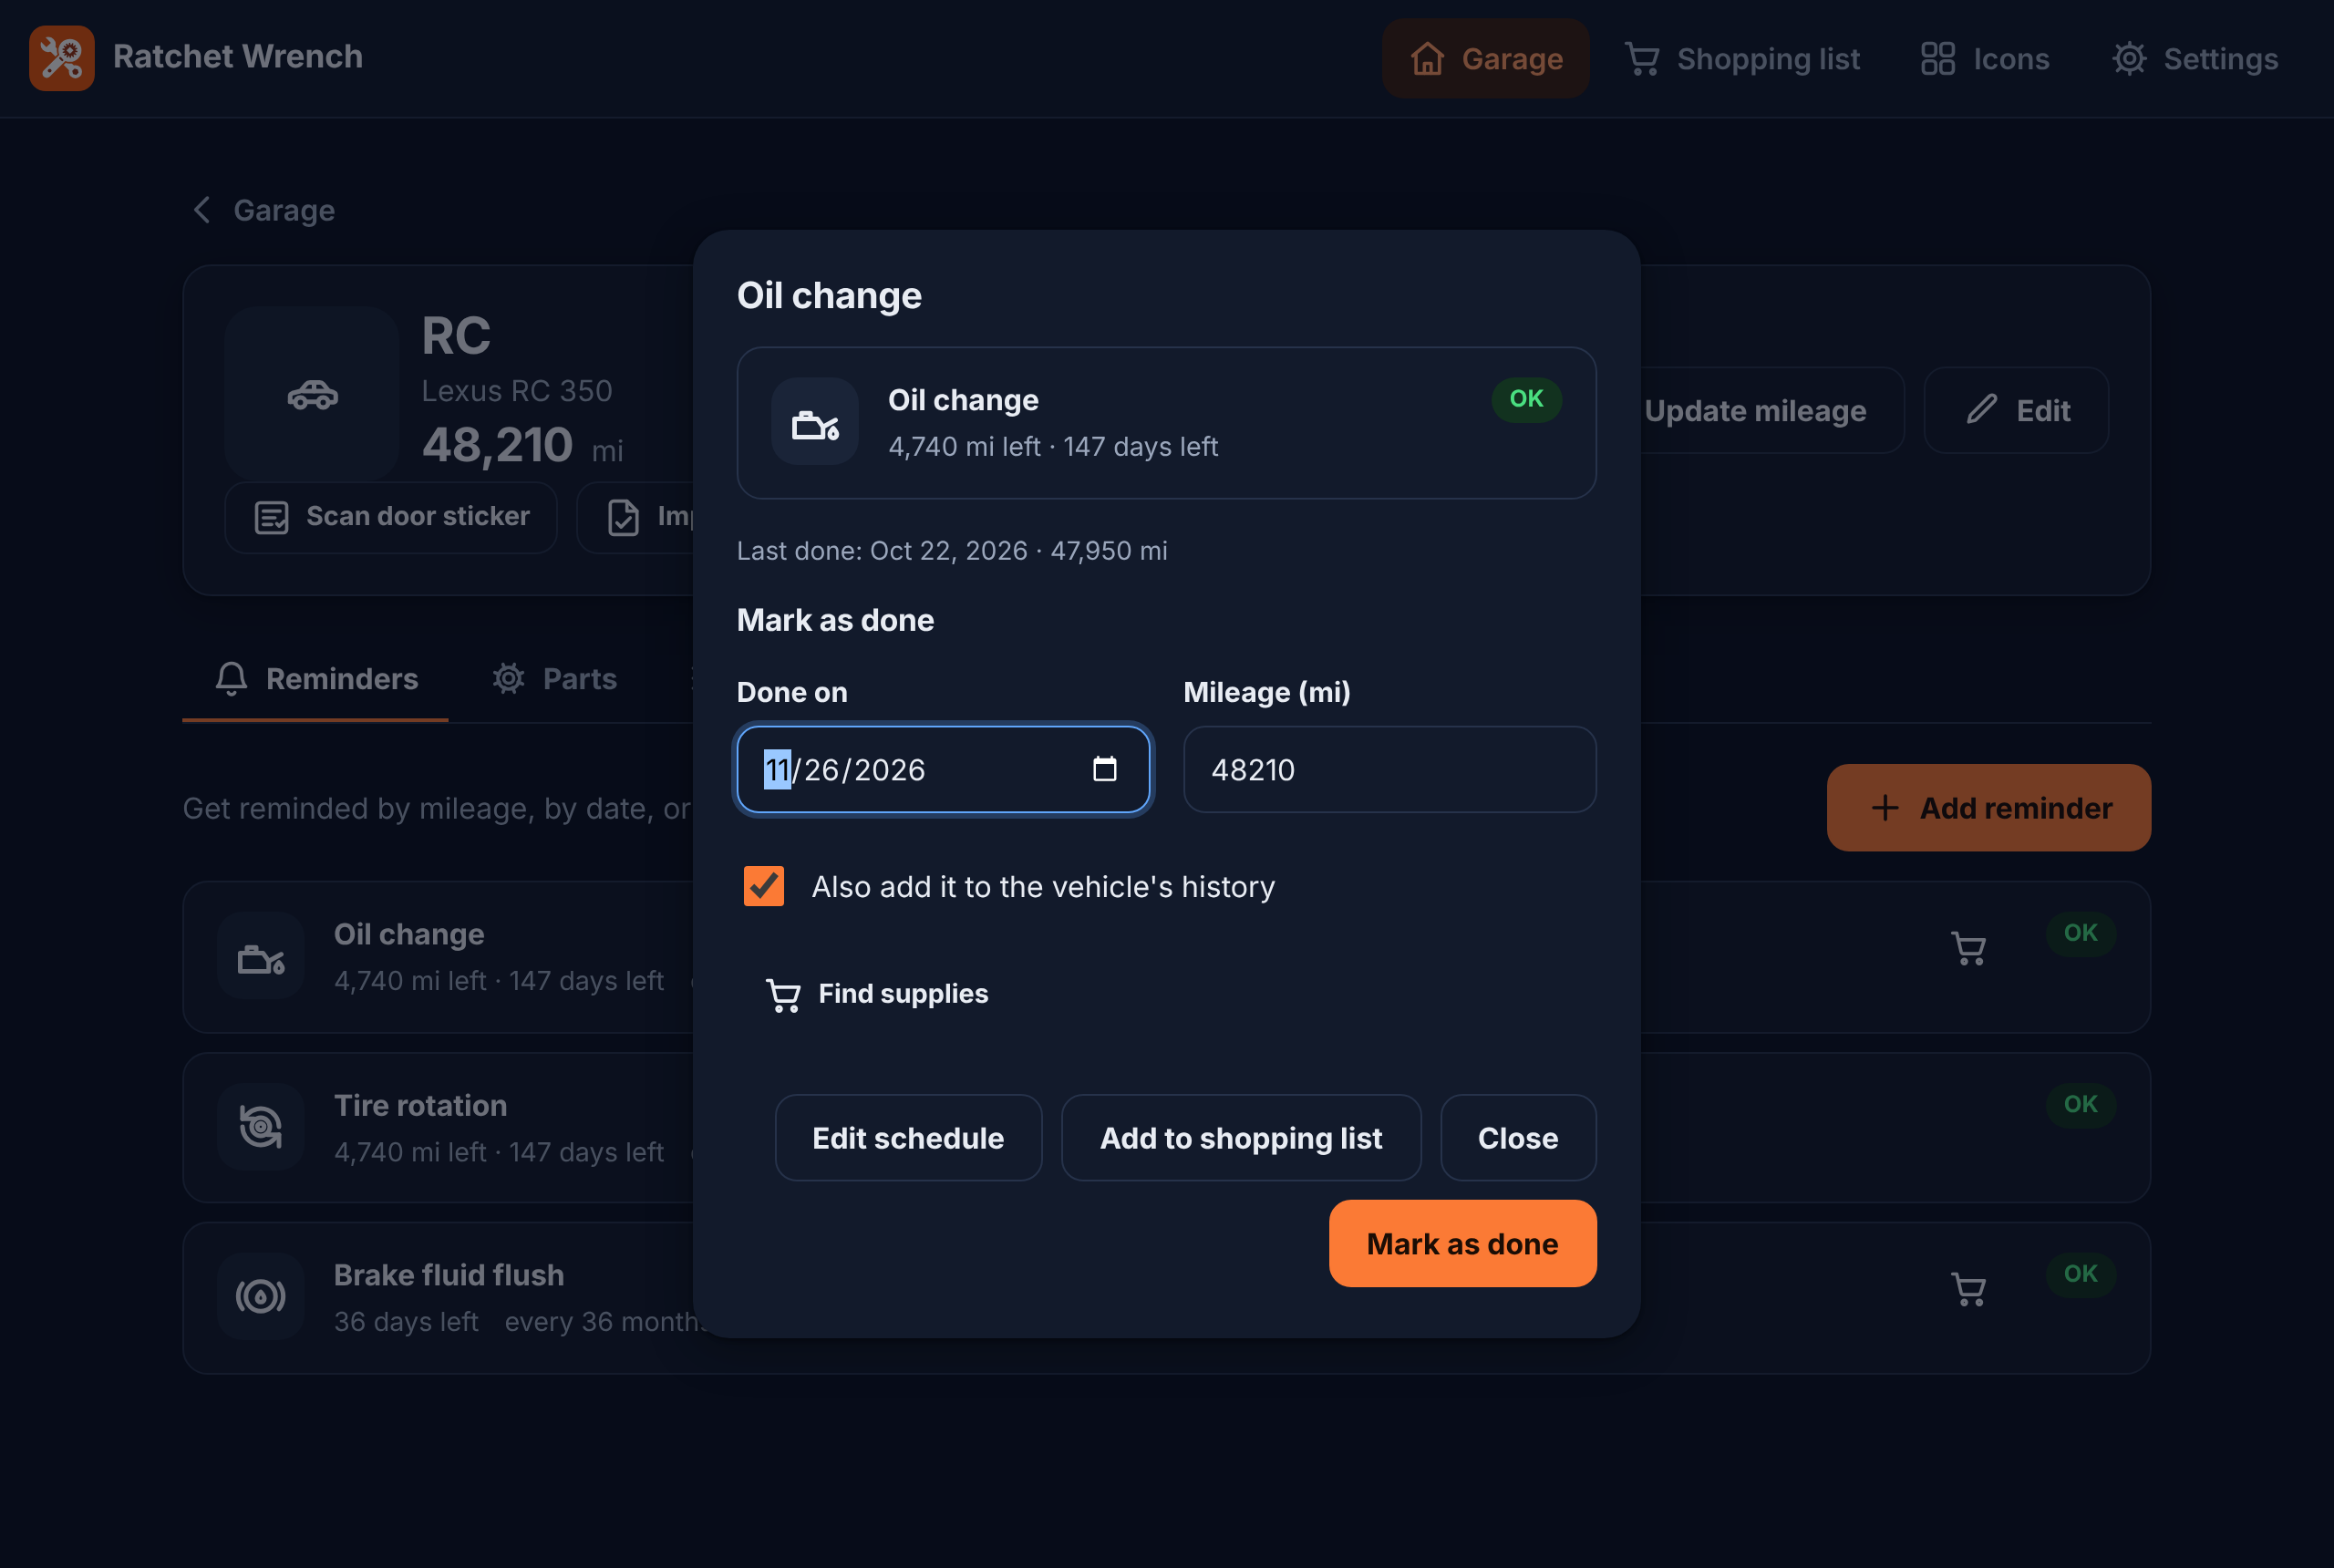 Ratchet Wrench
Garage
Shopping list
Icons
Settings
Garage
RC
Lexus RC 350
48,210 mi
Scan door sticker
Update mileage
Edit
Reminders
Parts
Get reminded by mileage, by date, or
Add reminder
Oil change
4,740 mi left · 147 days left
OK
Tire rotation
4,740 mi left · 147 days left
OK
Brake fluid flush
36 days left every 36 months
OK
Oil change
Oil change
OK
4,740 mi left · 147 days left
Last done: Oct 22, 2026 · 47,950 mi
Mark as done
Done on
Mileage (mi)
11/26/2026
48210
Also add it to the vehicle's history
Find supplies
Edit schedule
Add to shopping list
Close
Mark as done